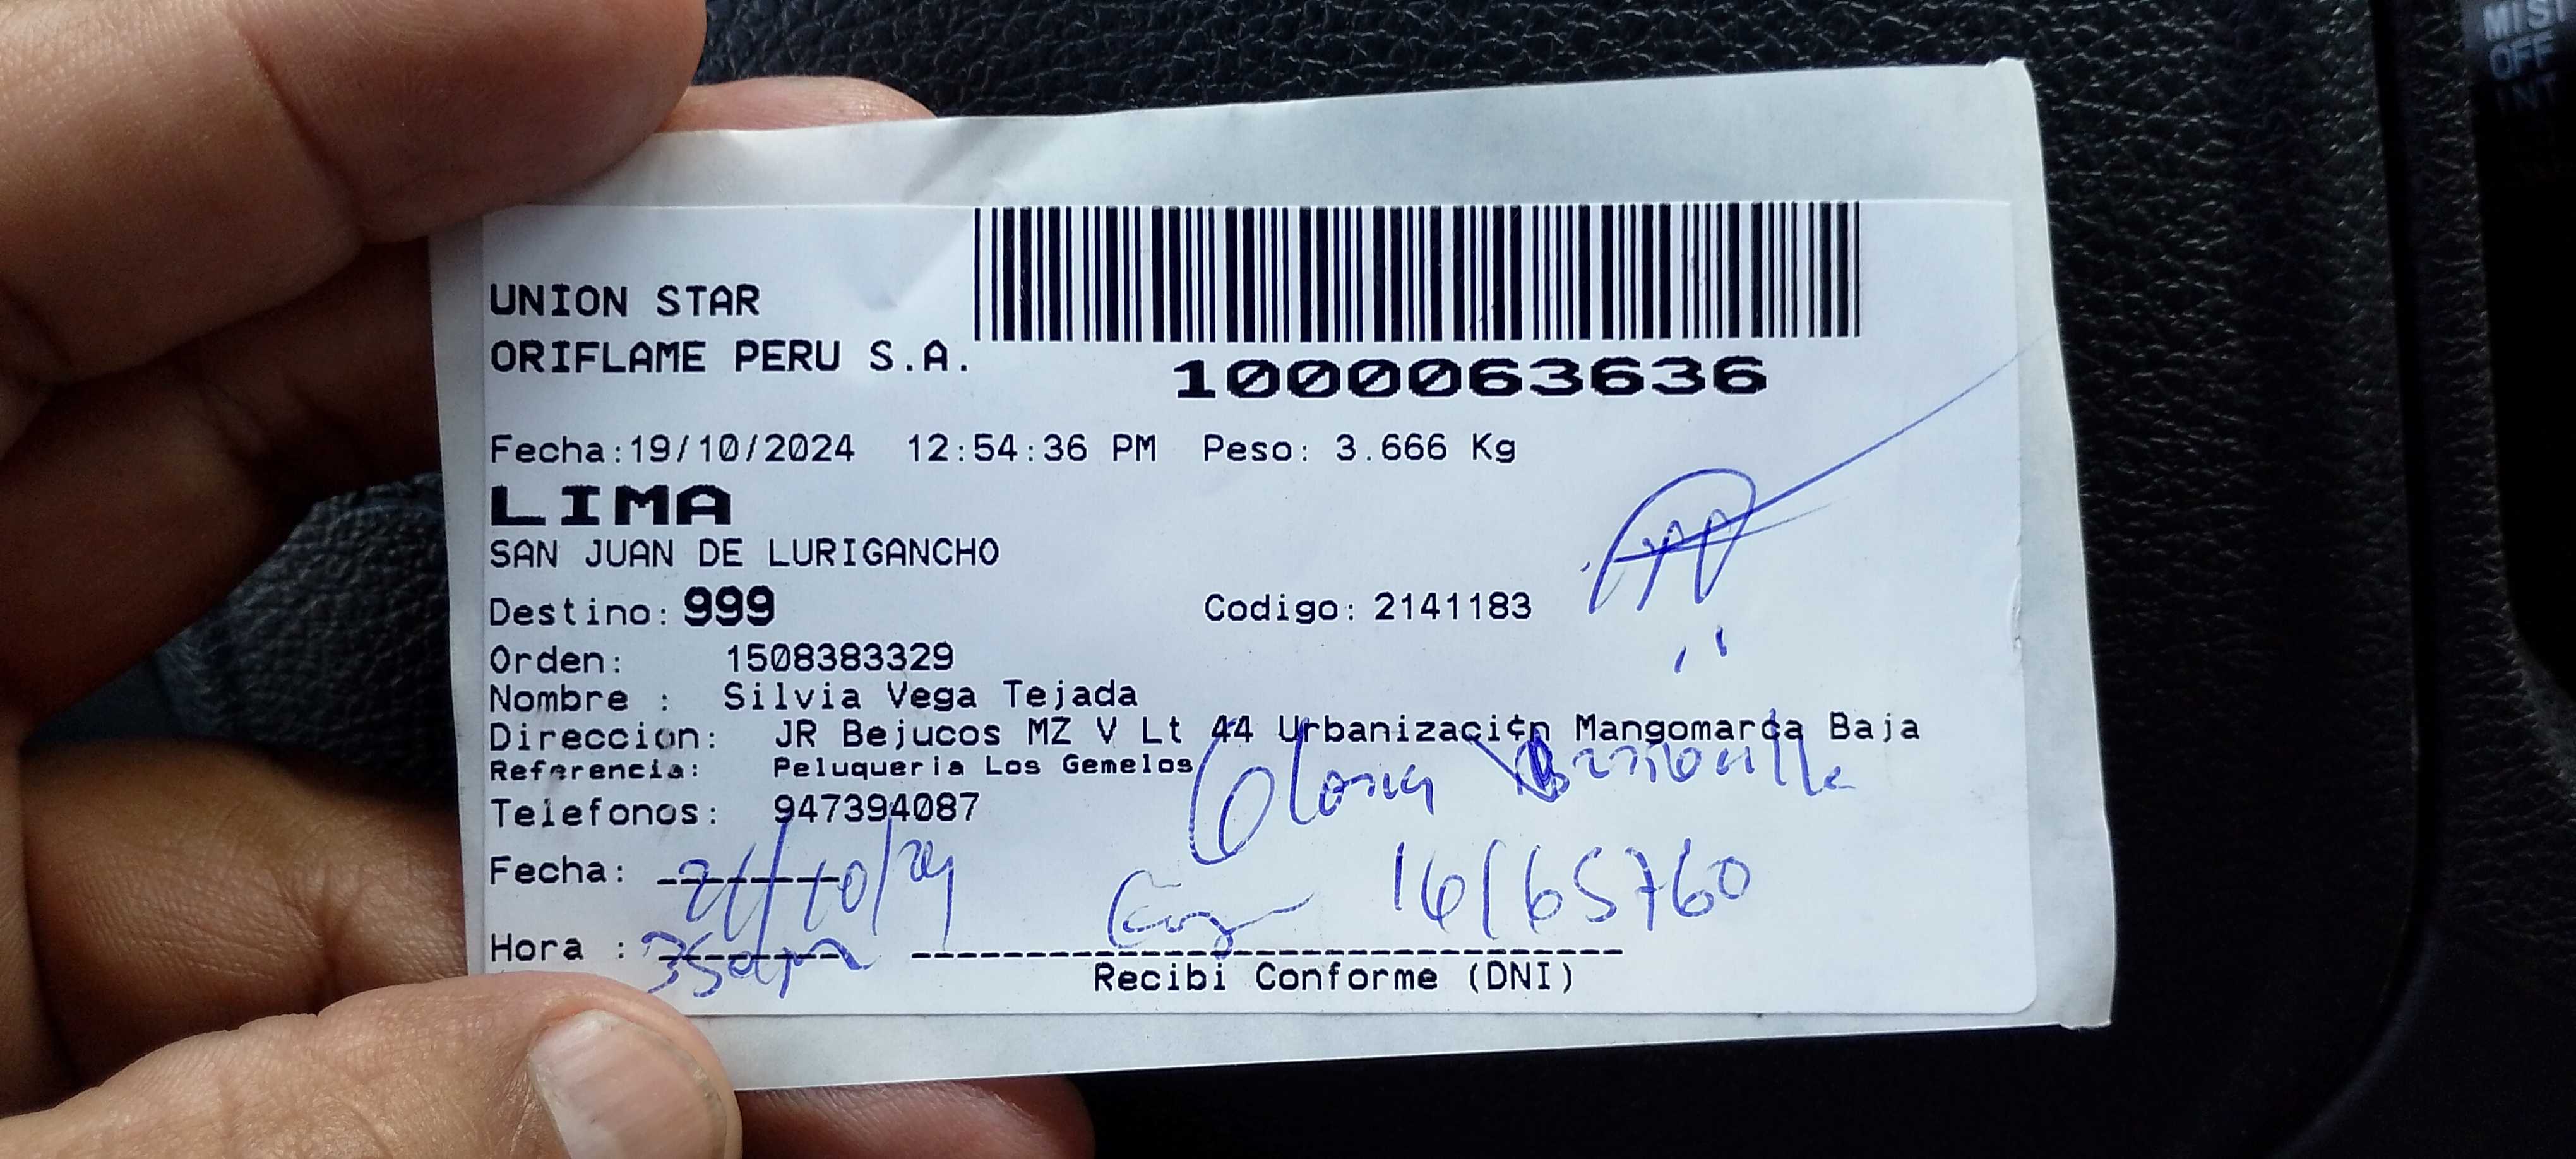 UNION STAR
ORIFLAME PERU S.A.
1000063636
Fecha:19/10/2024 12:54:36 PM Peso: 3.666 Kg
LIMA
SAN JUAN DE LURIGANCHO
Destino: 999 Codigo: 2141183
Orden: 1508383329
Nombre : Silvia Vega Tejada
Direccion: JR Bejucos MZ V Lt 44 Urbanizaci¢n Mangomarca Baja
Referencia: Peluqueria Los Gemelos
Gloria
Telefonos: 947394087
Fecha: 21/10/24
16165760
Hora :
Recibi Conforme (DNI)
OFF